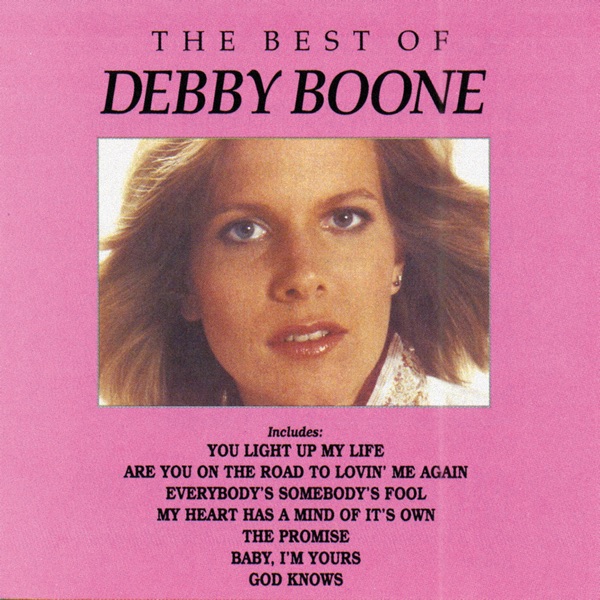 THE BEST OF
DEBBY BOONE
Includes:
YOU LIGHT UP MY LIFE
ARE YOU ON THE ROAD TO LOVIN' ME AGAIN
EVERYBODY'S SOMEBODY'S FOOL
MY HEART HAS A MIND OF IT'S OWN
THE PROMISE
BABY, I'M YOURS
GOD KNOWS